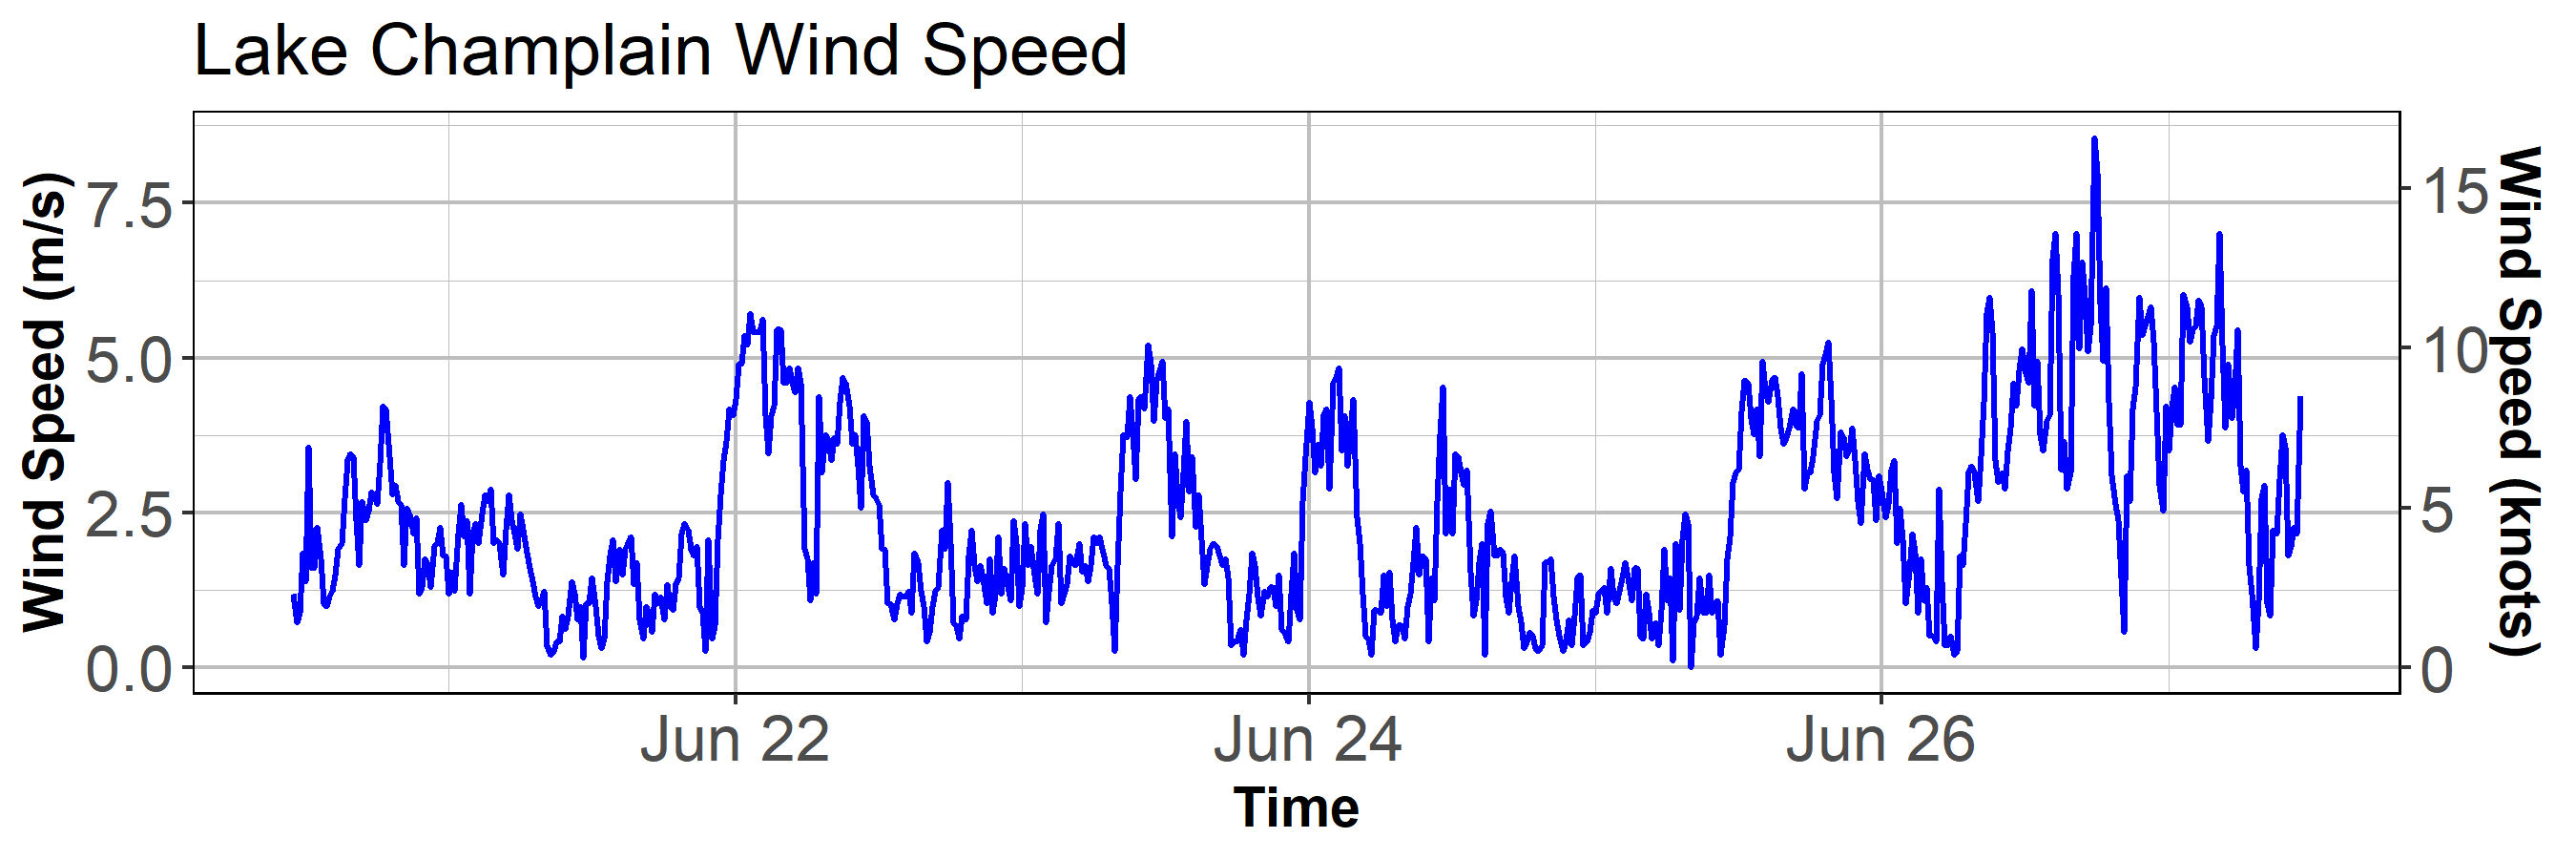 Lake Champlain Wind Speed
Wind Speed (m/s)
7.5
5.0
2.5
0.0
15
10
5
0
Wind Speed (knots)
Jun 22
Jun 24
Jun 26
Time